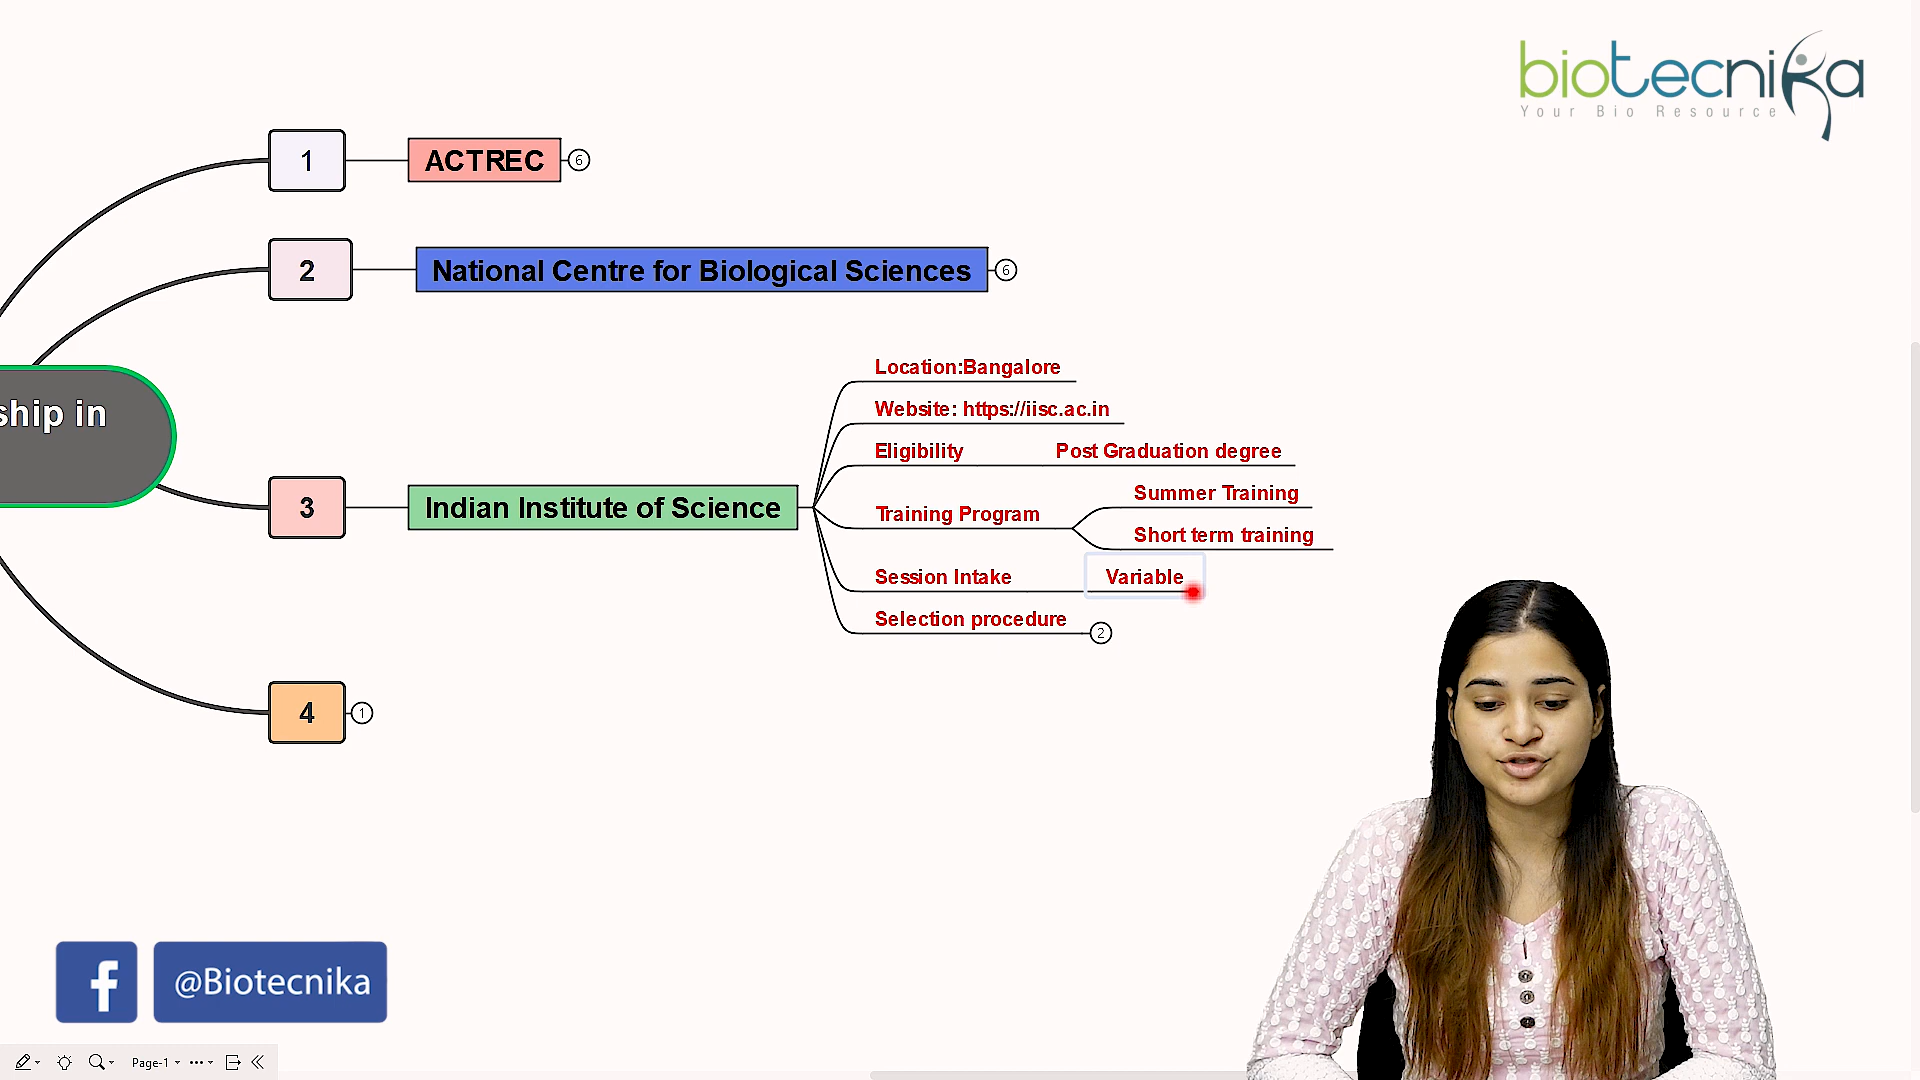 biotecnika
Your Bio Resource
1
ACTREC
6
2
National Centre for Biological Sciences
6
ship in
3
Indian Institute of Science
Location:Bangalore
Website: https://iisc.ac.in
Eligibility
Post Graduation degree
Training Program
Summer Training
Short term training
Session Intake
Variable
Selection procedure
2
4
1
f
@Biotecnika
Page-1